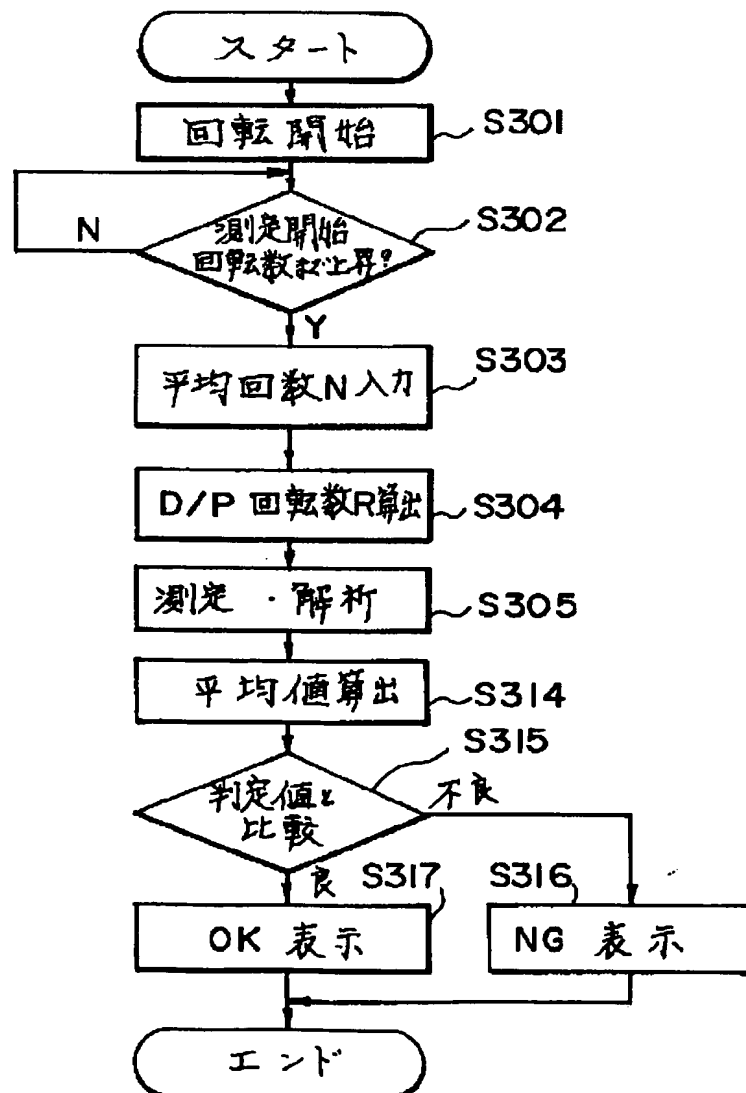 スタート
回転開始
S301
測定開始
回転数まで上昇?
S302
N
Y
平均回数N入力
S303
D/P 回転数R算出
S304
測定・解析
S305
平均値算出
S314
判定値と
比較
S315
不良
良
S317
S316
OK 表示
NG 表示
エンド